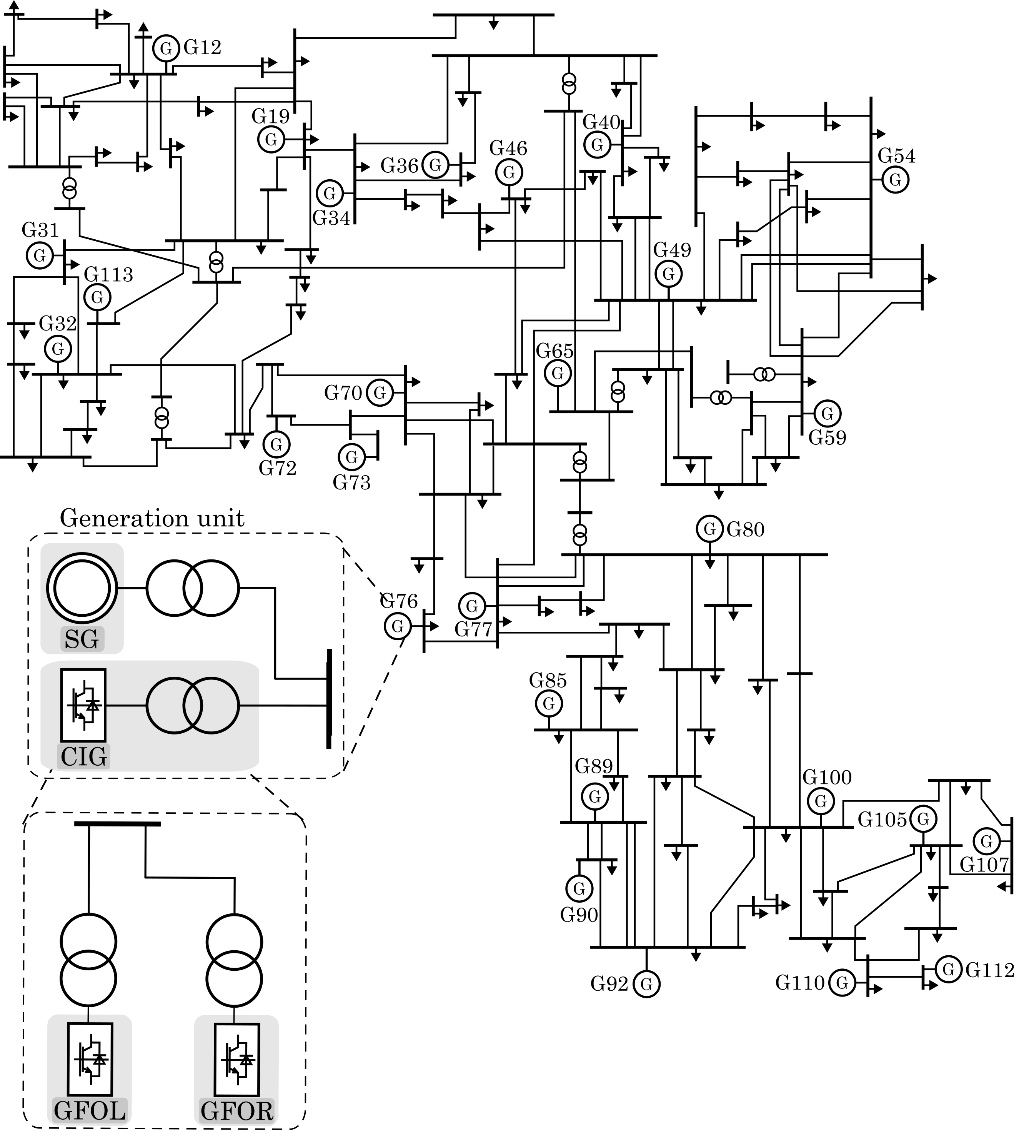 G
G12
G19
G
G40
G
G36
G
G46
G
G54
G
G34
G
G31
G
G113
G
G32
G
G49
G
G65
G
G70
G
G72
G
G73
G
G59
G
Generation unit
SG
CIG
GFOL
GFOR
G76
G
G77
G
G
G80
G85
G
G89
G
G90
G
G92
G
G100
G
G105
G
G107
G
G110
G
G
G112